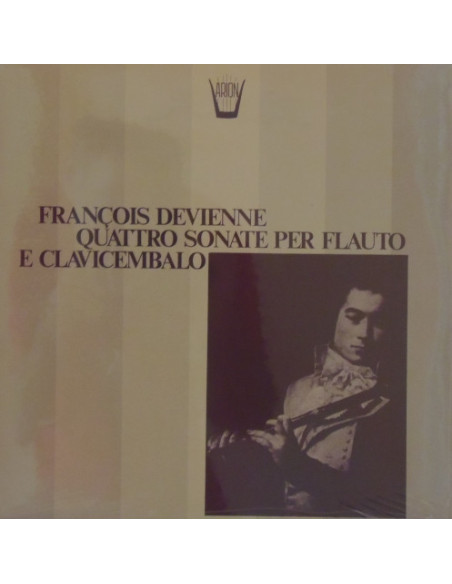 ARION
FRANÇOIS DEVIENNE
QUATTRO SONATE PER FLAUTO
E CLAVICEMBALO